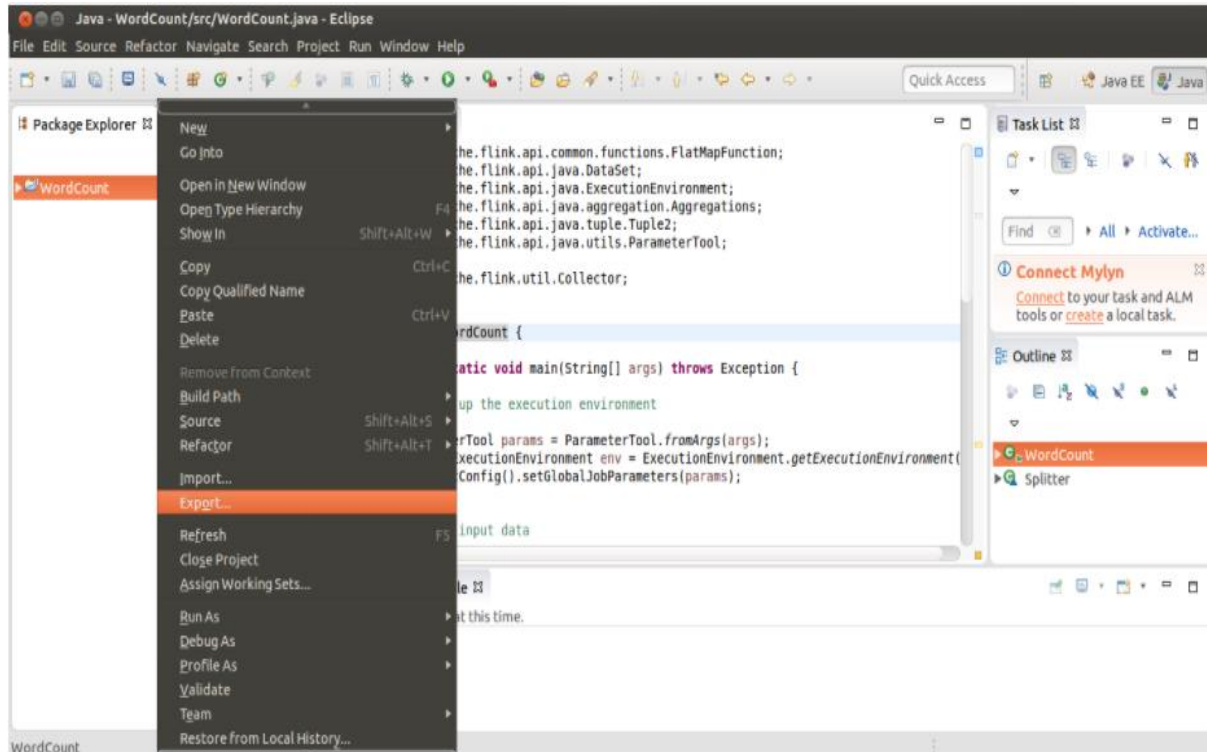 Java - WordCount/src/WordCount.java - Eclipse
File Edit Source Refactor Navigate Search Project Run Window Help
Quick Access
Java EE
Java
Package Explorer
WordCount
New
Go Into
Open in New Window
Open Type Hierarchy F4
Show In Shift+Alt+W
Copy Ctrl+C
Copy Qualified Name
Paste Ctrl+V
Delete
Remove from Context
Build Path
Source Shift+Alt+S
Refactor Shift+Alt+T
Import...
Export...
Refresh F5
Close Project
Assign Working Sets...
Run As
Debug As
Profile As
Validate
Team
Restore from Local History...
he.flink.api.common.functions.FlatMapFunction;
he.flink.api.java.DataSet;
he.flink.api.java.ExecutionEnvironment;
he.flink.api.java.aggregation.Aggregations;
he.flink.api.java.tuple.Tuple2;
he.flink.api.java.utils.ParameterTool;
he.flink.util.Collector;
rdCount {
atic void main(String[] args) throws Exception {
up the execution environment
erTool params = ParameterTool.fromArgs(args);
xecutionEnvironment env = ExecutionEnvironment.getExecutionEnvironment(
Config().setGlobalJobParameters(params);
input data
le
at this time.
Task List
Find All Activate...
Connect Mylyn
Connect to your task and ALM
tools or create a local task.
Outline
WordCount
Splitter
WordCount